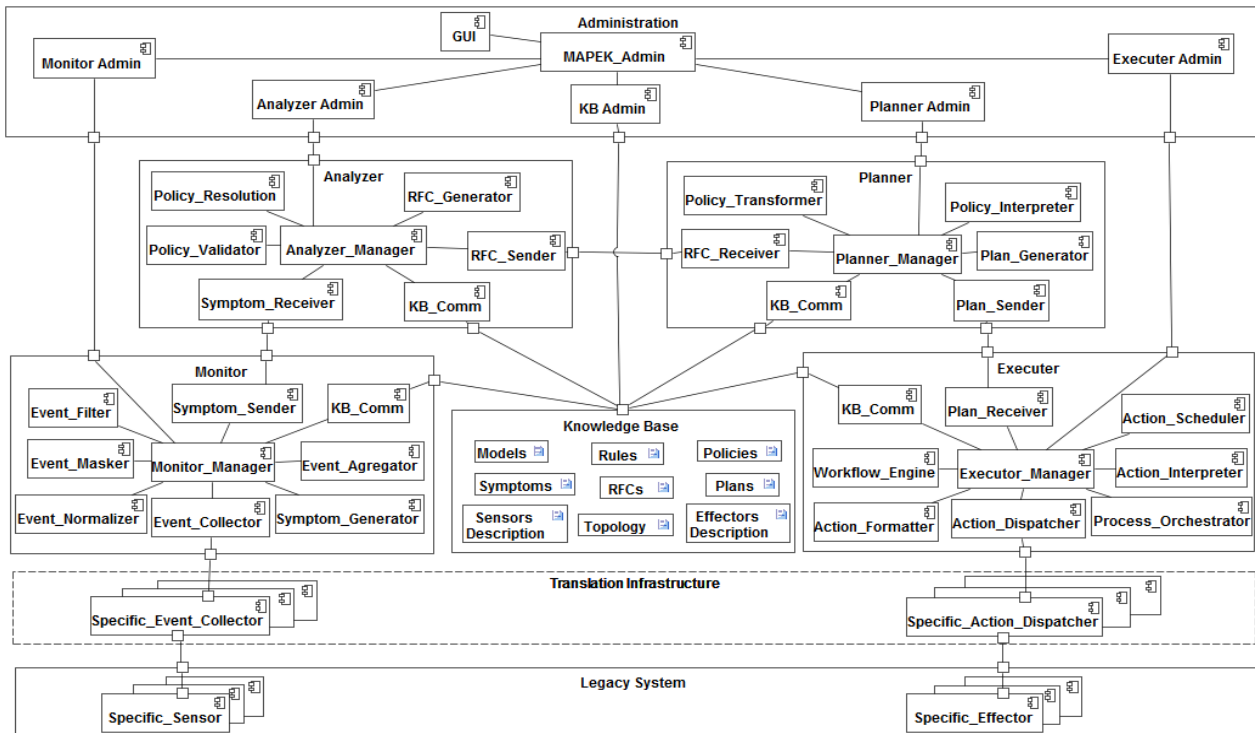 Administration
GUI
Monitor Admin
MAPEK_Admin
Executer Admin
Analyzer Admin
KB Admin
Planner Admin
Analyzer
Policy_Resolution
RFC_Generator
Policy_Validator
Analyzer_Manager
RFC_Sender
Symptom_Receiver
KB_Comm
Planner
Policy_Transformer
Policy_Interpreter
RFC_Receiver
Planner_Manager
Plan_Generator
KB_Comm
Plan_Sender
Monitor
Event_Filter
Symptom_Sender
KB_Comm
Event_Masker
Monitor_Manager
Event_Agregator
Event_Normalizer
Event_Collector
Symptom_Generator
Knowledge Base
Models
Rules
Policies
Symptoms
RFCs
Plans
Sensors
Description
Topology
Effectors
Description
Executer
KB_Comm
Plan_Receiver
Action_Scheduler
Workflow_Engine
Executor_Manager
Action_Interpreter
Action_Formatter
Action_Dispatcher
Process_Orchestrator
Translation Infrastructure
Specific_Event_Collector
Specific_Action_Dispatcher
Legacy System
Specific_Sensor
Specific_Effector